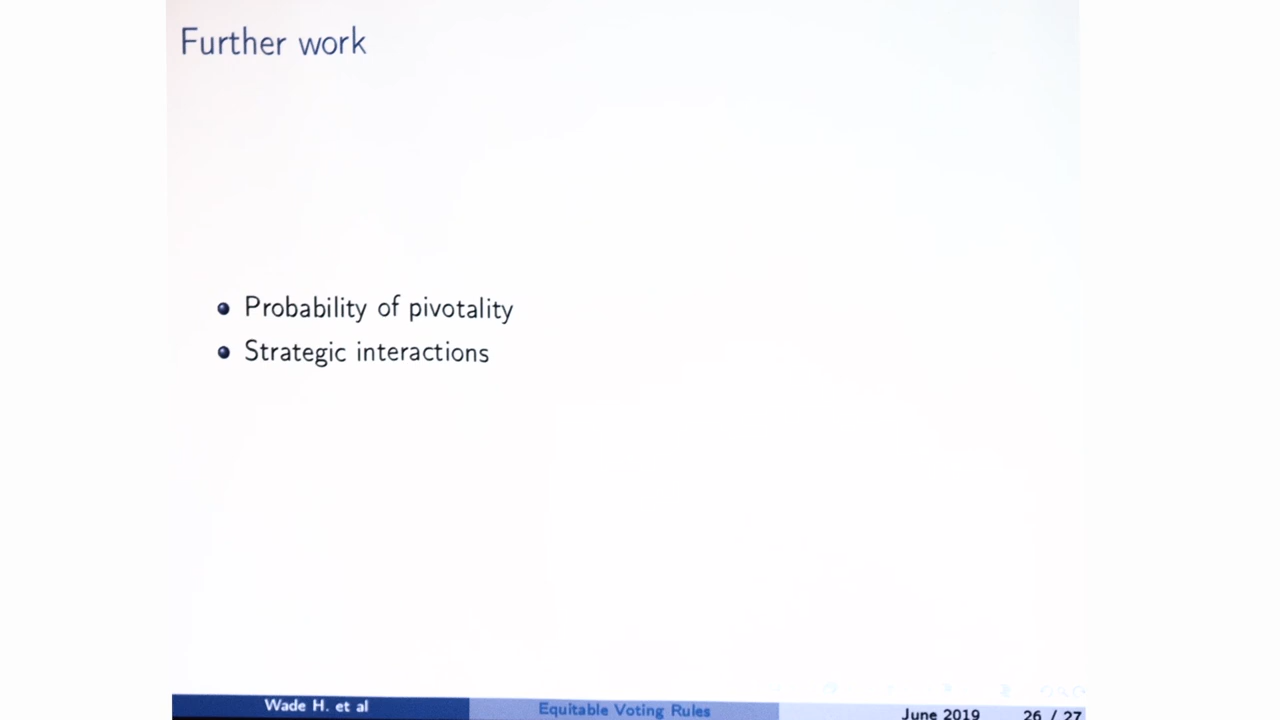 Further work
Probability of pivotality
Strategic interactions
Wade H. et al
Equitable Voting Rules
June 2019
26 / 27